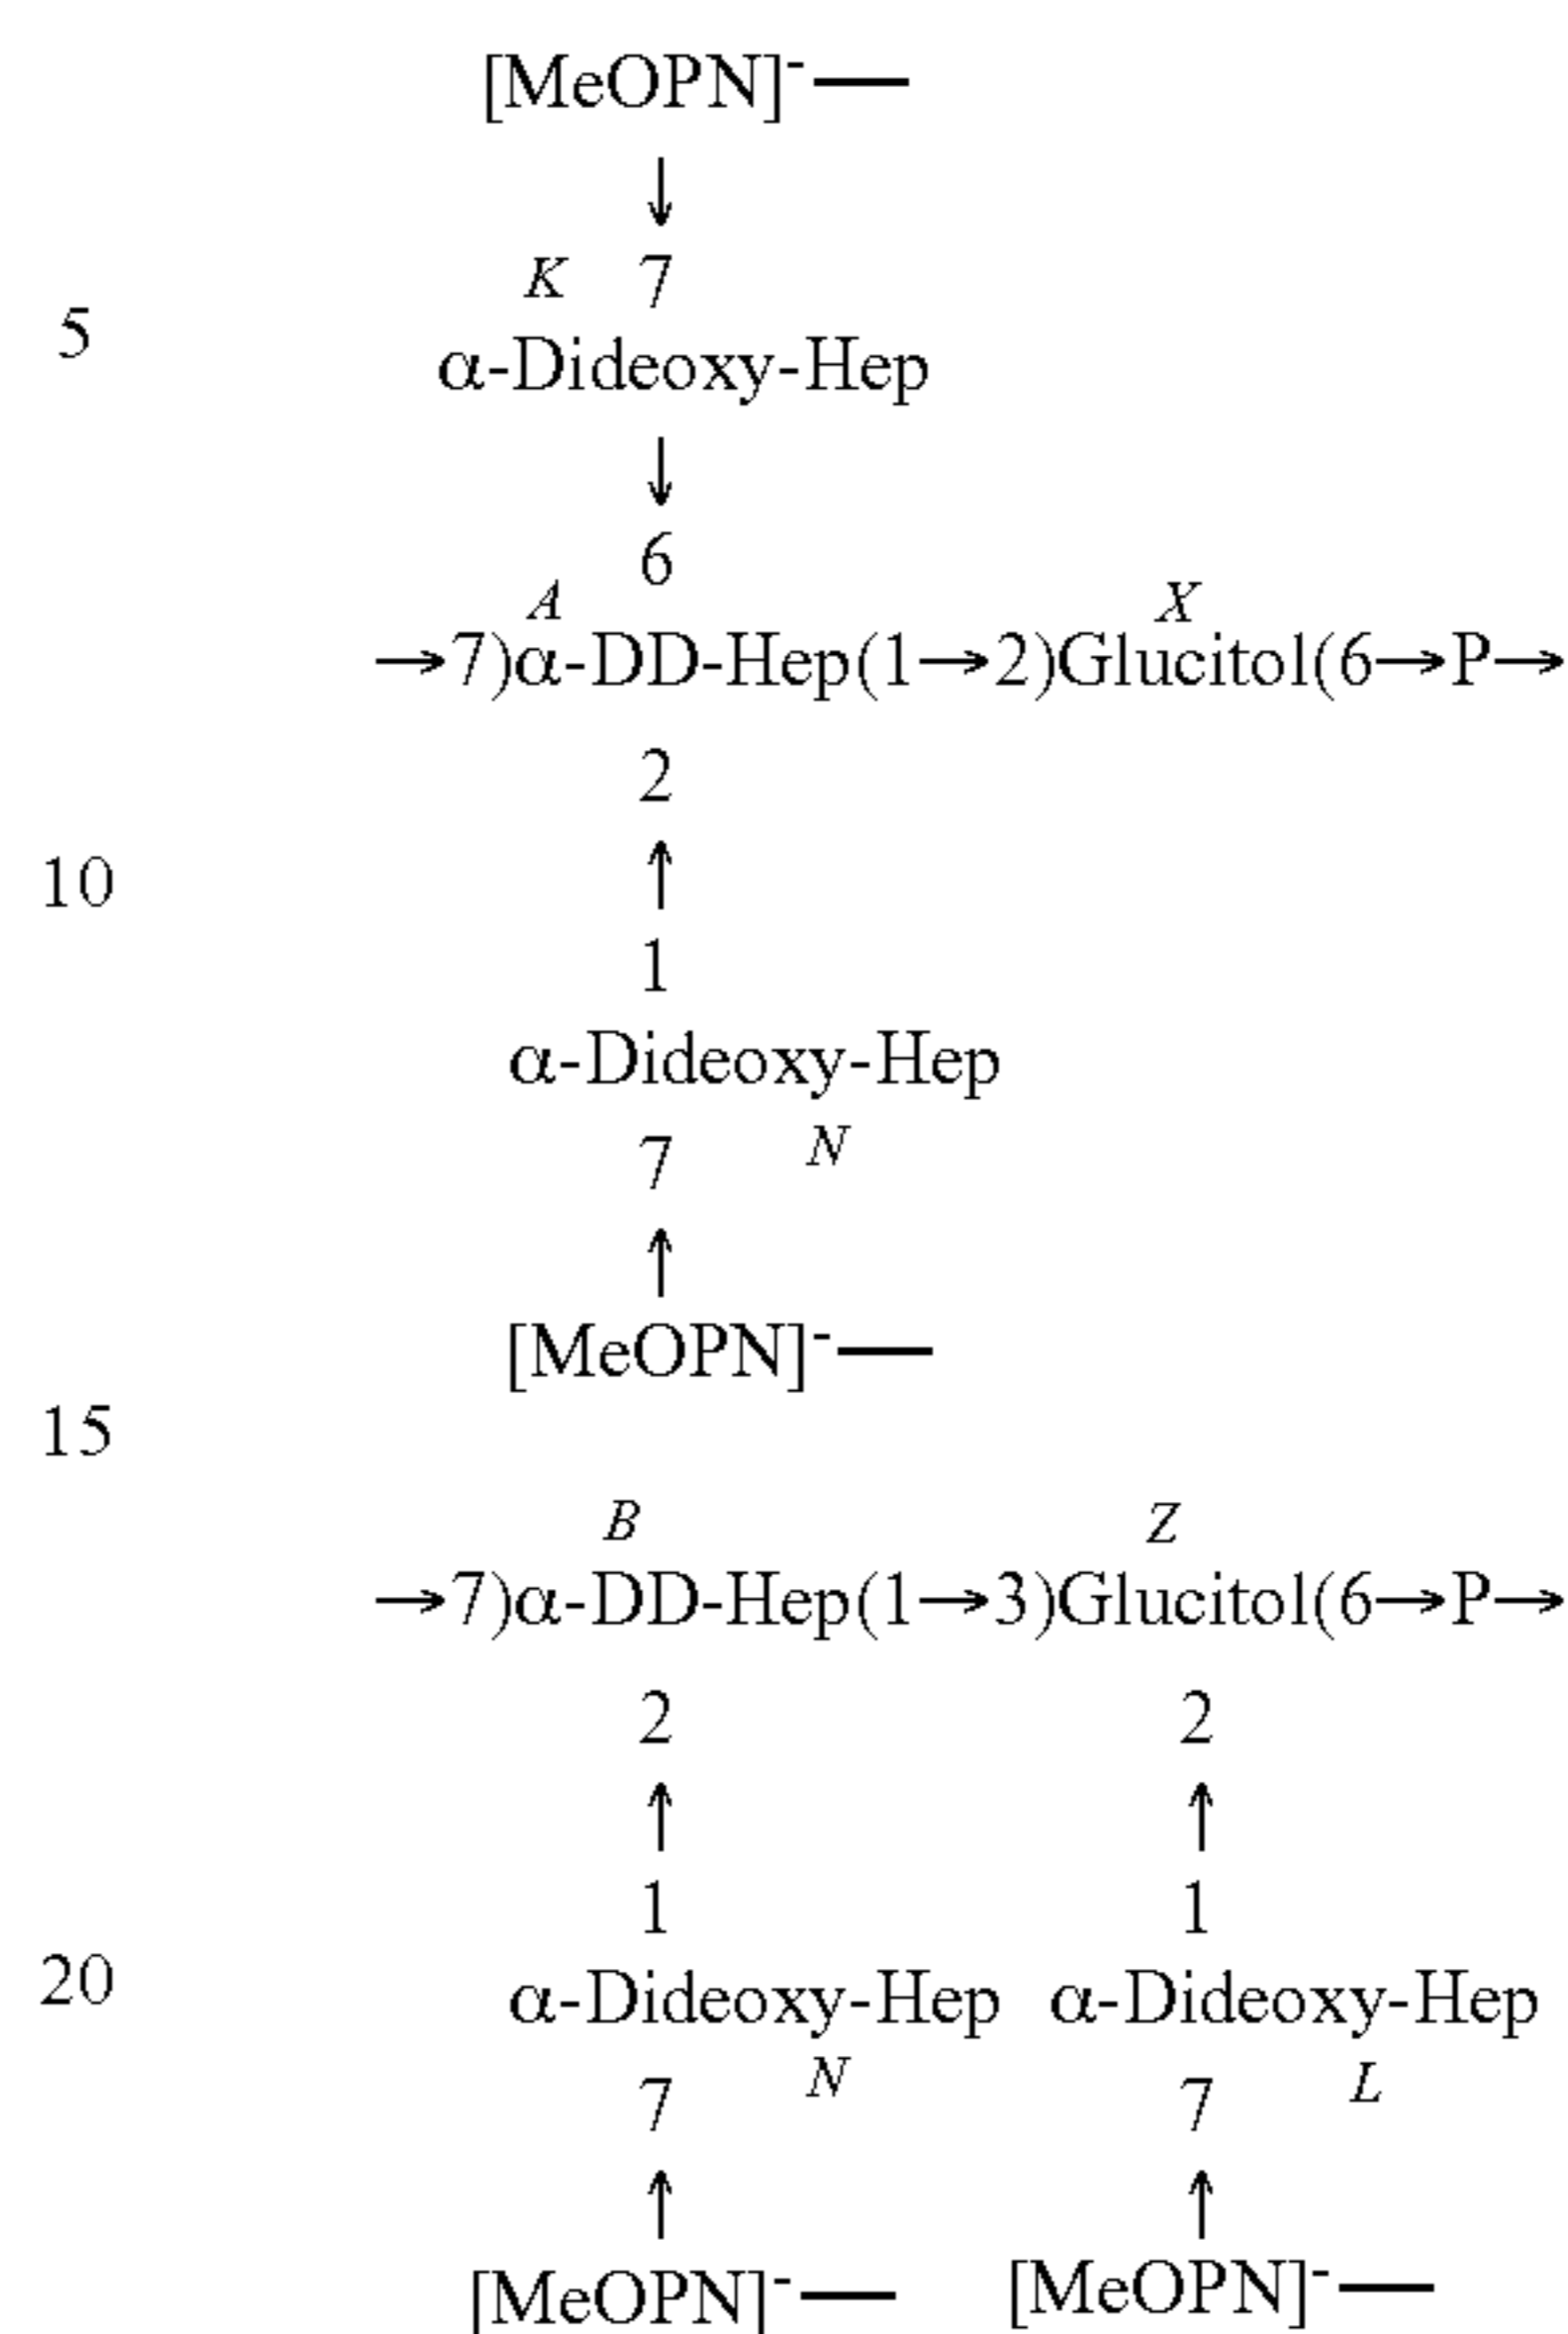 [MeOPN]-—
↓
K 7
5
α-Dideoxy-Hep
↓
6
A X
→7)α-DD-Hep(1→2)Glucitol(6→P→
2
10
↑
1
α-Dideoxy-Hep
7 N
↑
[MeOPN]-—
15
B Z
→7)α-DD-Hep(1→3)Glucitol(6→P→
2 2
↑ ↑
1 1
20
α-Dideoxy-Hep α-Dideoxy-Hep
N L
7 7
↑ ↑
[MeOPN]-— [MeOPN]-—